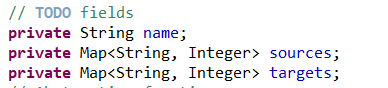 // TODO fields
private String name;
private Map<String, Integer> sources;
private Map<String, Integer> targets;